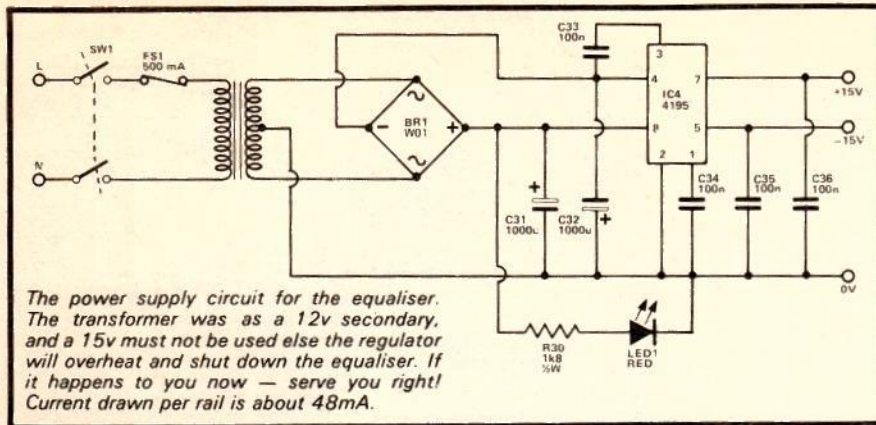 L
SW1
FS1
500 mA
N
BR1
W01
C33
100n
3
4
IC4
4195
7
8
5
2
1
+15V
−15V
C31
1000u
C32
1000u
C34
100n
C35
100n
C36
100n
0V
R30
1k8
½W
LED1
RED
The power supply circuit for the equaliser.
The transformer was as a 12v secondary,
and a 15v must not be used else the regulator
will overheat and shut down the equaliser. If
it happens to you now — serve you right!
Current drawn per rail is about 48mA.